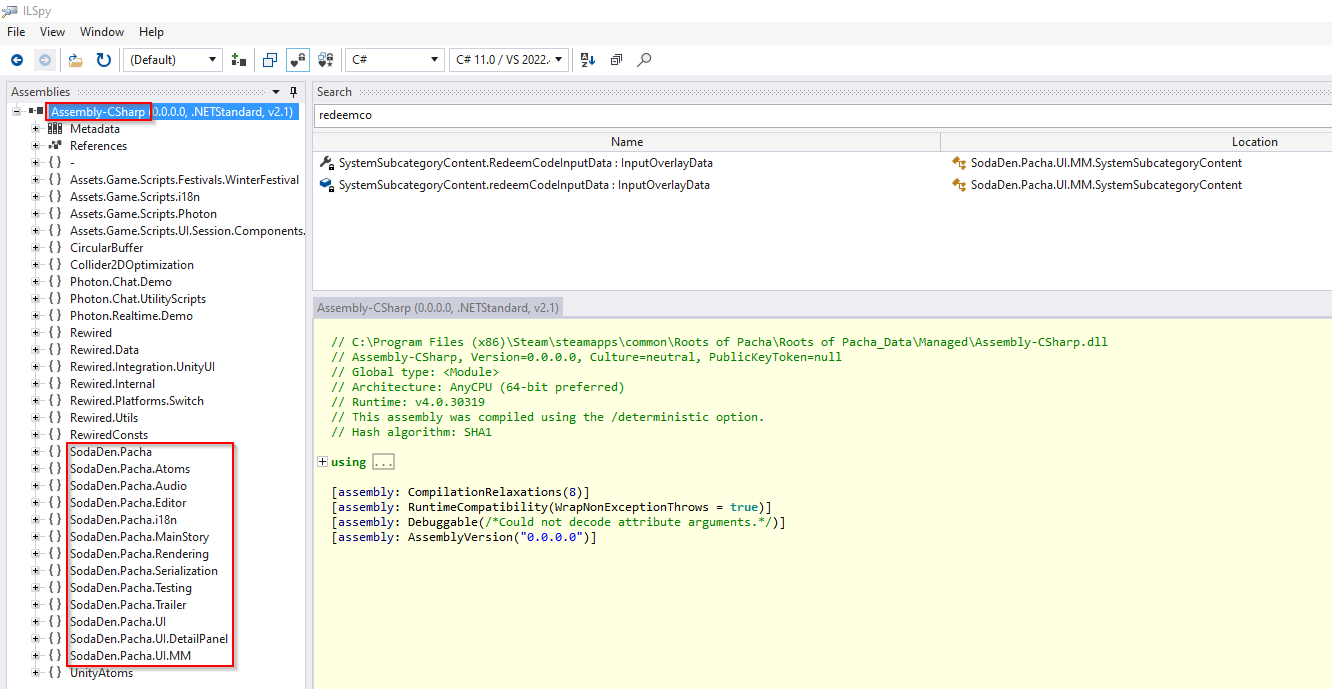 ILSpy
File View Window Help
(Default) C# C# 11.0 / VS 2022.
Assemblies
Assembly-CSharp (0.0.0.0, .NETStandard, v2.1)
Metadata
References
{ } -
{ } Assets.Game.Scripts.Festivals.WinterFestival
{ } Assets.Game.Scripts.i18n
{ } Assets.Game.Scripts.Photon
{ } Assets.Game.Scripts.UI.Session.Components.
{ } CircularBuffer
{ } Collider2DOptimization
{ } Photon.Chat.Demo
{ } Photon.Chat.UtilityScripts
{ } Photon.Realtime.Demo
{ } Rewired
{ } Rewired.Data
{ } Rewired.Integration.UnityUI
{ } Rewired.Internal
{ } Rewired.Platforms.Switch
{ } Rewired.Utils
{ } RewiredConsts
{ } SodaDen.Pacha
{ } SodaDen.Pacha.Atoms
{ } SodaDen.Pacha.Audio
{ } SodaDen.Pacha.Editor
{ } SodaDen.Pacha.i18n
{ } SodaDen.Pacha.MainStory
{ } SodaDen.Pacha.Rendering
{ } SodaDen.Pacha.Serialization
{ } SodaDen.Pacha.Testing
{ } SodaDen.Pacha.Trailer
{ } SodaDen.Pacha.UI
{ } SodaDen.Pacha.UI.DetailPanel
{ } SodaDen.Pacha.UI.MM
{ } UnityAtoms
Search
redeemco
Name Location
SystemSubcategoryContent.RedeemCodeInputData : InputOverlayData SodaDen.Pacha.UI.MM.SystemSubcategoryContent
SystemSubcategoryContent.redeemCodeInputData : InputOverlayData SodaDen.Pacha.UI.MM.SystemSubcategoryContent
Assembly-CSharp (0.0.0.0, .NETStandard, v2.1)
// C:\Program Files (x86)\Steam\steamapps\common\Roots of Pacha\Roots of Pacha_Data\Managed\Assembly-CSharp.dll
// Assembly-CSharp, Version=0.0.0.0, Culture=neutral, PublicKeyToken=null
// Global type: <Module>
// Architecture: AnyCPU (64-bit preferred)
// Runtime: v4.0.30319
// This assembly was compiled using the /deterministic option.
// Hash algorithm: SHA1
using ...
[assembly: CompilationRelaxations(8)]
[assembly: RuntimeCompatibility(WrapNonExceptionThrows = true)]
[assembly: Debuggable(/*Could not decode attribute arguments.*/)]
[assembly: AssemblyVersion("0.0.0.0")]